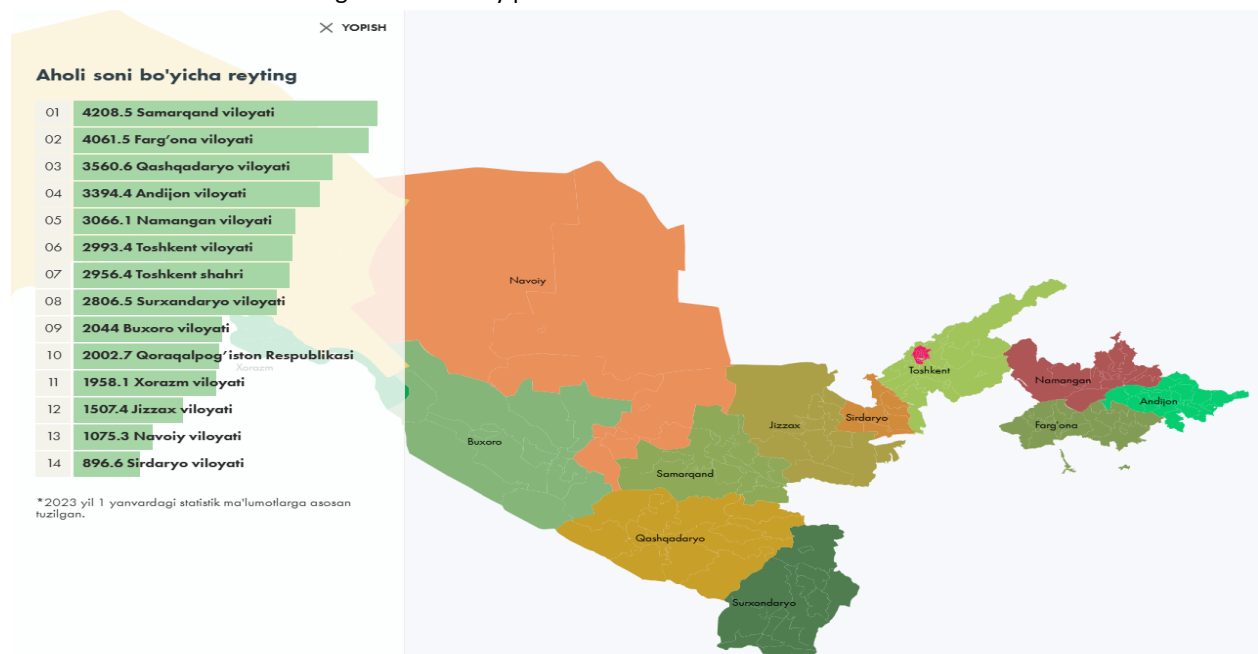 YOPISH
Aholi soni bo'yicha reyting
01 4208.5 Samarqand viloyati
02 4061.5 Farg'ona viloyati
03 3560.6 Qashqadaryo viloyati
04 3394.4 Andijon viloyati
05 3066.1 Namangan viloyati
06 2993.4 Toshkent viloyati
07 2956.4 Toshkent shahri
08 2806.5 Surxandaryo viloyati
09 2044 Buxoro viloyati
10 2002.7 Qoraqalpog'iston Respublikasi
Xorazm
11 1958.1 Xorazm viloyati
12 1507.4 Jizzax viloyati
13 1075.3 Navoiy viloyati
14 896.6 Sirdaryo viloyati
*2023 yil 1 yanvardagi statistik ma'lumotlarga asosan
tuzilgan.
Navoiy
Toshkent
Namangan
Andijon
Sirdaryo
Jizzax
Farg'ona
Buxoro
Samarqand
Qashqadaryo
Surxondaryo